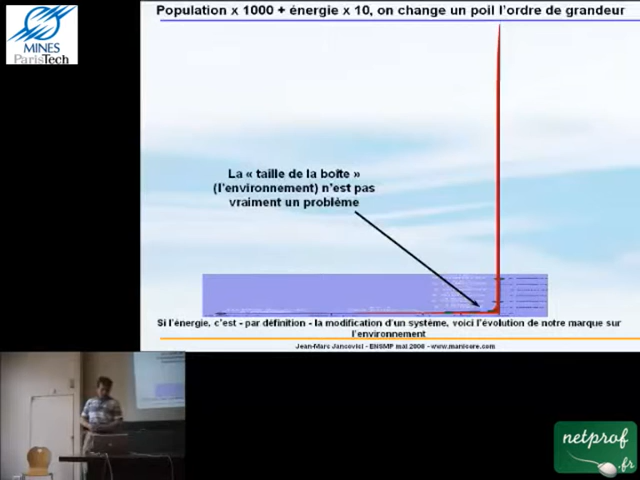 MINES
ParisTech
Population x 1000 + énergie x 10, on change un poil l'ordre de grandeur
La « taille de la boîte »
(l'environnement) n'est pas
vraiment un problème
Si l'énergie, c'est - par définition - la modification d'un système, voici l'évolution de notre marque sur
l'environnement
Jean-Marc Jancovici - ENSMP mai 2008 - www.manicore.com
netprof
.fr